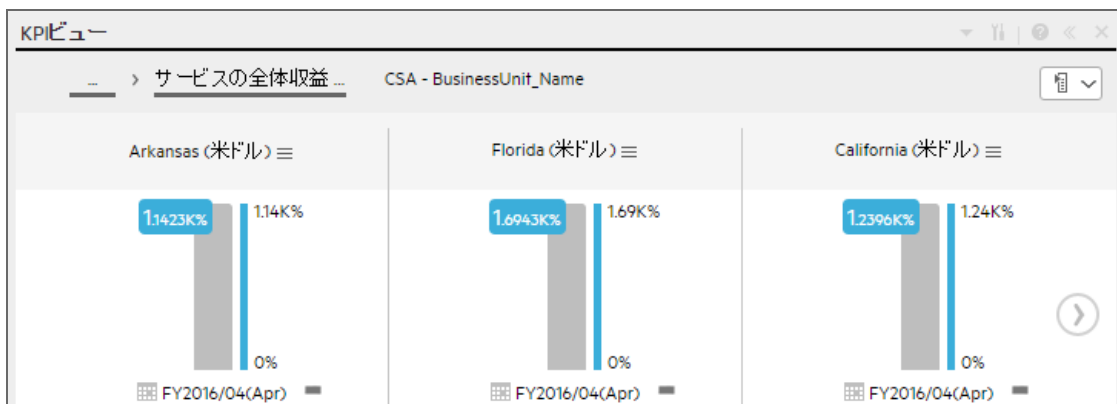 KPIビュー
... > サービスの全体収益 ... CSA - BusinessUnit_Name
Arkansas (米ドル) Florida (米ドル) California (米ドル)
1.1423K% 1.14K% 1.6943K% 1.69K% 1.2396K% 1.24K%
0% 0% 0%
FY2016/04(Apr) FY2016/04(Apr) FY2016/04(Apr)